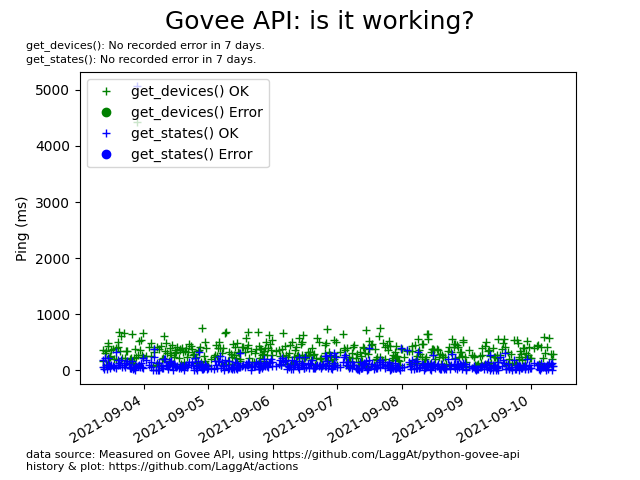 Govee API: is it working?
get_devices(): No recorded error in 7 days.
get_states(): No recorded error in 7 days.
5000
4000
3000
2000
1000
0
Ping (ms)
get_devices() OK
get_devices() Error
get_states() OK
get_states() Error
2021-09-04
2021-09-05
2021-09-06
2021-09-07
2021-09-08
2021-09-09
2021-09-10
data source: Measured on Govee API, using https://github.com/LaggAt/python-govee-api
history & plot: https://github.com/LaggAt/actions